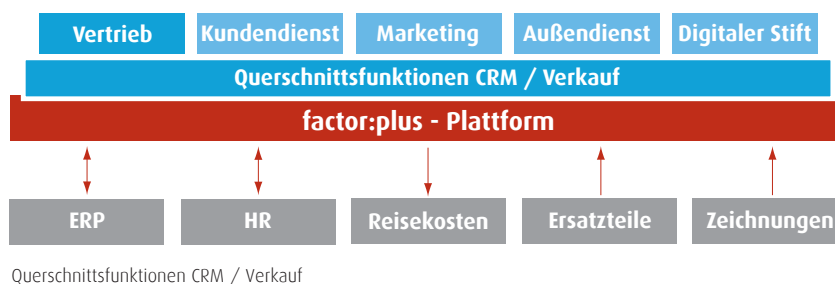 Vertrieb Kundendienst Marketing Außendienst Digitaler Stift
Querschnittsfunktionen CRM / Verkauf
factor:plus - Plattform
ERP HR Reisekosten Ersatzteile Zeichnungen
Querschnittsfunktionen CRM / Verkauf